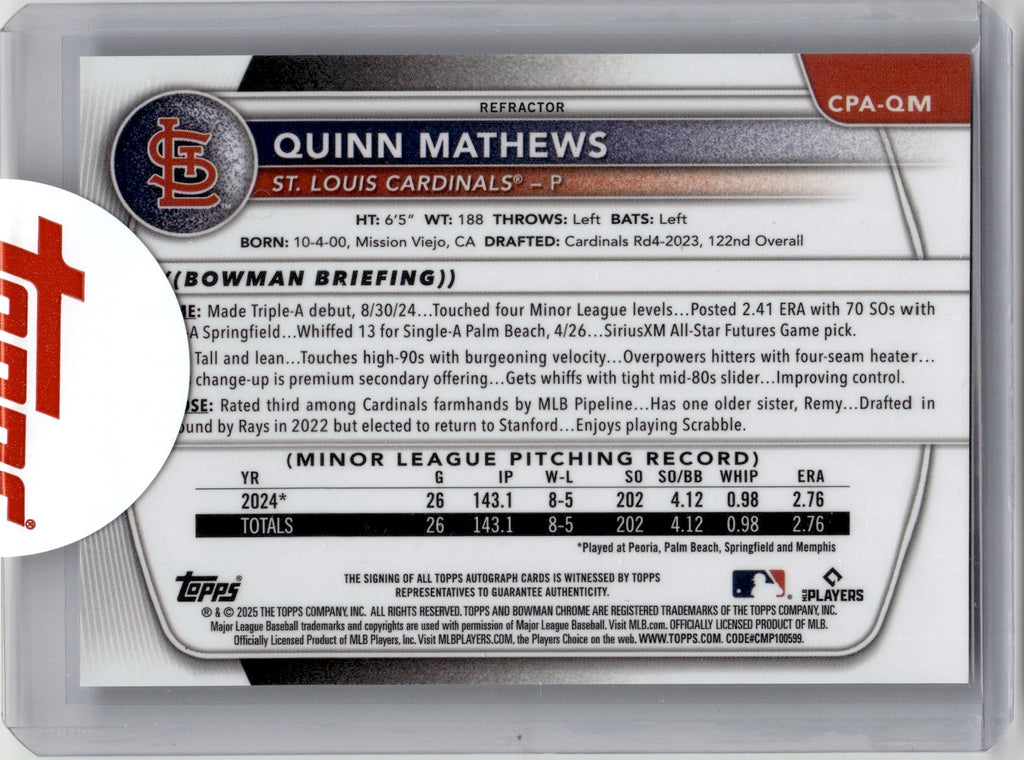 REFRACTOR
CPA-QM
QUINN MATHEWS
ST. LOUIS CARDINALS® – P
HT: 6'5" WT: 188 THROWS: Left BATS: Left
BORN: 10-4-00, Mission Viejo, CA DRAFTED: Cardinals Rd4-2023, 122nd Overall
((BOWMAN BRIEFING))
ME: Made Triple-A debut, 8/30/24...Touched four Minor League levels...Posted 2.41 ERA with 70 SOs with
-A Springfield...Whiffed 13 for Single-A Palm Beach, 4/26...SiriusXM All-Star Futures Game pick.
Tall and lean...Touches high-90s with burgeoning velocity...Overpowers hitters with four-seam heater...
change-up is premium secondary offering...Gets whiffs with tight mid-80s slider...Improving control.
SE: Rated third among Cardinals farmhands by MLB Pipeline...Has one older sister, Remy...Drafted in
und by Rays in 2022 but elected to return to Stanford...Enjoys playing Scrabble.
(MINOR LEAGUE PITCHING RECORD)
YR G IP W-L SO SO/BB WHIP ERA
2024* 26 143.1 8-5 202 4.12 0.98 2.76
TOTALS 26 143.1 8-5 202 4.12 0.98 2.76
*Played at Peoria, Palm Beach, Springfield and Memphis
topps®
THE SIGNING OF ALL TOPPS AUTOGRAPH CARDS IS WITNESSED BY TOPPS
REPRESENTATIVES TO GUARANTEE AUTHENTICITY.
MLB PLAYERS
® & © 2025 THE TOPPS COMPANY, INC. ALL RIGHTS RESERVED. TOPPS AND BOWMAN CHROME ARE REGISTERED TRADEMARKS OF THE TOPPS COMPANY, INC.
Major League Baseball trademarks and copyrights are used with permission of Major League Baseball. Visit MLB.com. OFFICIALLY LICENSED PRODUCT OF MLB.
Officially Licensed Product of MLB Players, Inc. Visit MLBPLAYERS.COM, the Players Choice on the web. WWW.TOPPS.COM. CODE#CMP100599.